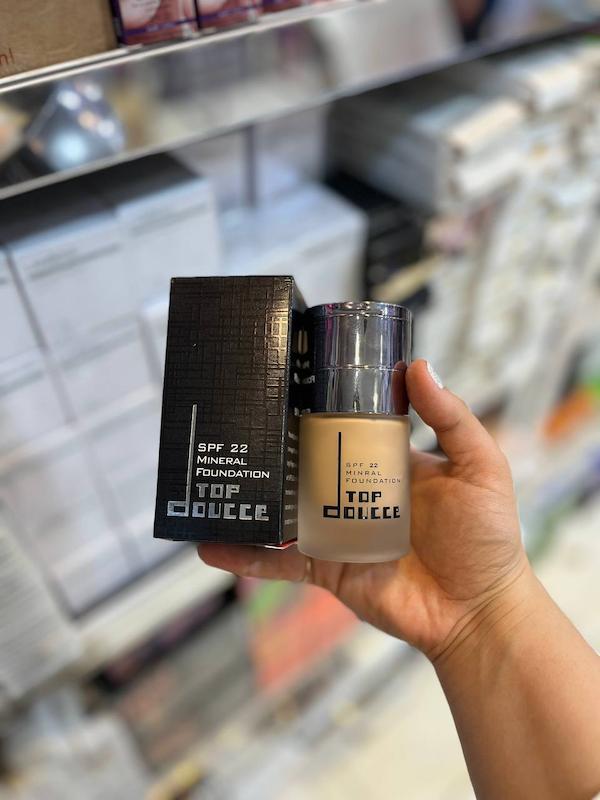 SPF 22
MINERAL
FOUNDATION
TOP
doucce
SPF 22
MINRAL
FOUNDATION
TOP
doucce